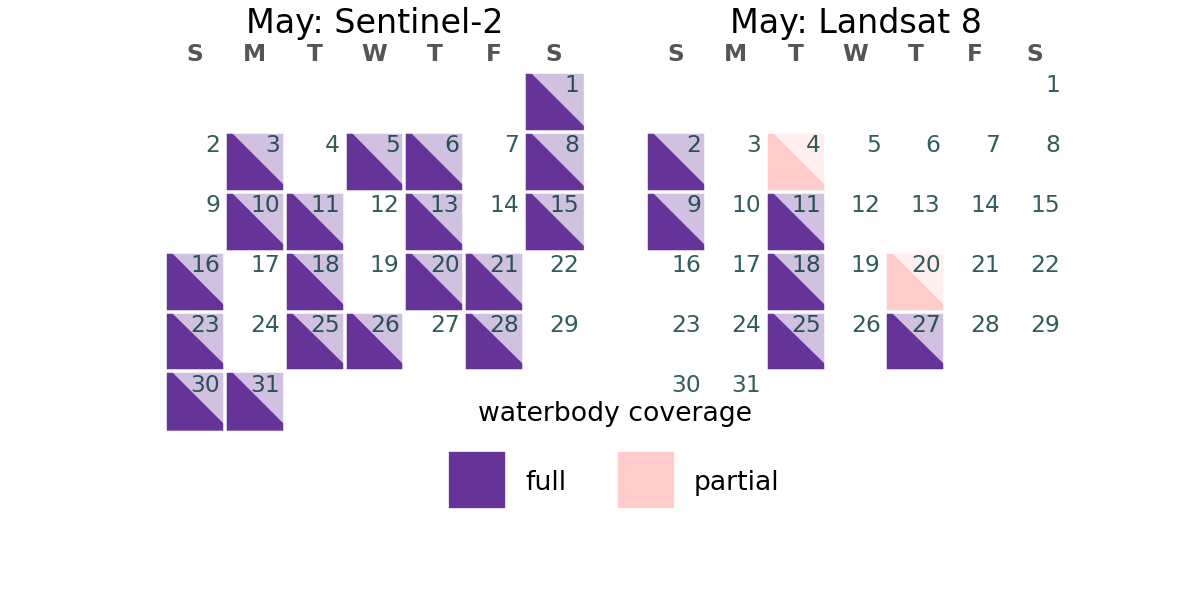 May: Sentinel-2
S M T W T F S
1
2 3 4 5 6 7 8
9 10 11 12 13 14 15
16 17 18 19 20 21 22
23 24 25 26 27 28 29
30 31
May: Landsat 8
S M T W T F S
1
2 3 4 5 6 7 8
9 10 11 12 13 14 15
16 17 18 19 20 21 22
23 24 25 26 27 28 29
30 31
waterbody coverage
full partial